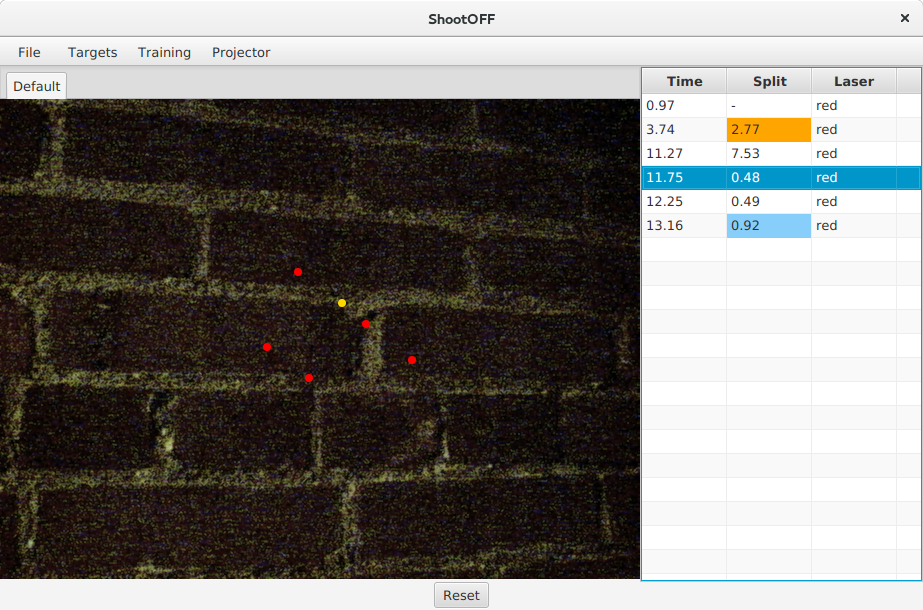 ShootOFF
File Targets Training Projector
Default
Time Split Laser
0.97 - red
3.74 2.77 red
11.27 7.53 red
11.75 0.48 red
12.25 0.49 red
13.16 0.92 red
Reset